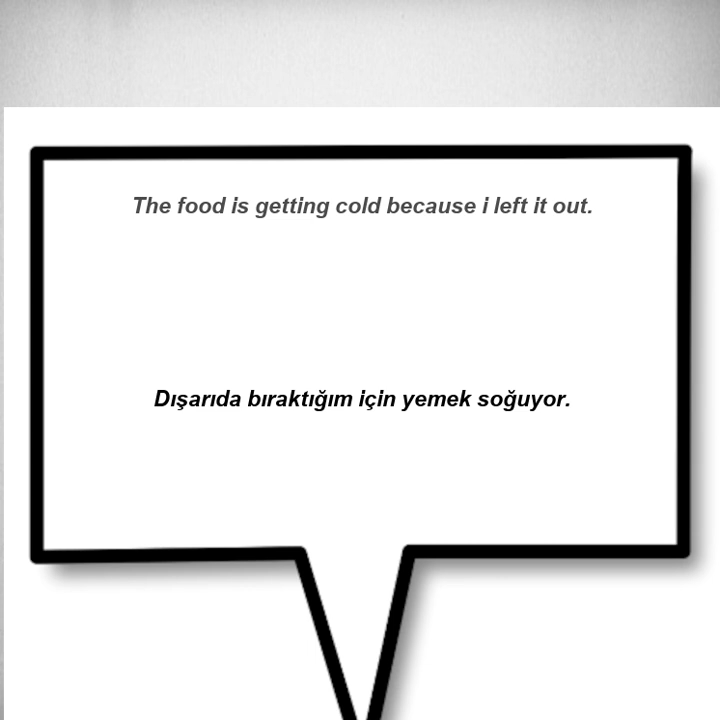 The food is getting cold because i left it out.
Dışarıda bıraktığım için yemek soğuyor.